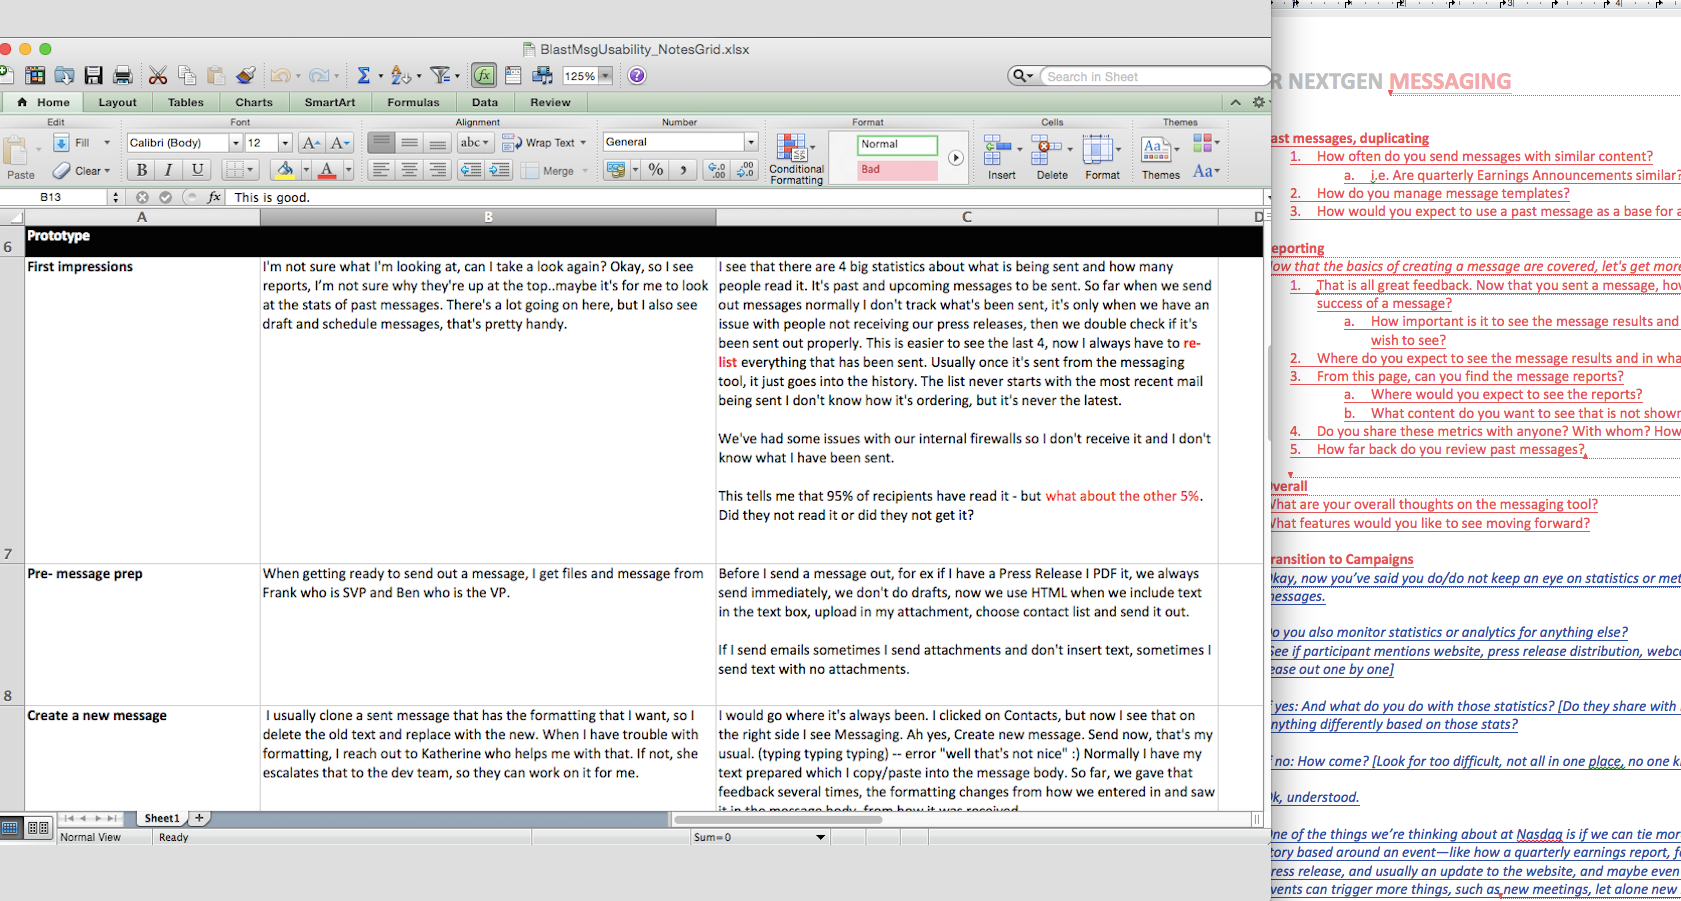 BlastMsgUsability_NotesGrid.xlsx
125%
Search in Sheet
Home Layout Tables Charts SmartArt Formulas Data Review
Edit Font Alignment Number Format Cells Themes
Fill Calibri (Body) 12 A A abc Wrap Text General Normal
Paste Clear B I U A Merge % Conditional Formatting Bad Insert Delete Format Themes Aa
B13 fx This is good.
A B C D
6 Prototype
7 First impressions
I'm not sure what I'm looking at, can I take a look again? Okay, so I see
reports, I'm not sure why they're up at the top..maybe it's for me to look
at the stats of past messages. There's a lot going on here, but I also see
draft and schedule messages, that's pretty handy.
I see that there are 4 big statistics about what is being sent and how many
people read it. It's past and upcoming messages to be sent. So far when we send
out messages normally I don't track what's been sent, it's only when we have an
issue with people not receiving our press releases, then we double check if it's
been sent out properly. This is easier to see the last 4, now I always have to re-
list everything that has been sent. Usually once it's sent from the messaging
tool, it just goes into the history. The list never starts with the most recent mail
being sent I don't know how it's ordering, but it's never the latest.
We've had some issues with our internal firewalls so I don't receive it and I don't
know what I have been sent.
This tells me that 95% of recipients have read it - but what about the other 5%.
Did they not read it or did they not get it?
8 Pre- message prep
When getting ready to send out a message, I get files and message from
Frank who is SVP and Ben who is the VP.
Before I send a message out, for ex if I have a Press Release I PDF it, we always
send immediately, we don't do drafts, now we use HTML when we include text
in the text box, upload in my attachment, choose contact list and send it out.
If I send emails sometimes I send attachments and don't insert text, sometimes I
send text with no attachments.
Create a new message
I usually clone a sent message that has the formatting that I want, so I
delete the old text and replace with the new. When I have trouble with
formatting, I reach out to Katherine who helps me with that. If not, she
escalates that to the dev team, so they can work on it for me.
I would go where it's always been. I clicked on Contacts, but now I see that on
the right side I see Messaging. Ah yes, Create new message. Send now, that's my
usual. (typing typing typing) -- error "well that's not nice" :) Normally I have my
text prepared which I copy/paste into the message body. So far, we gave that
feedback several times, the formatting changes from how we entered in and saw
it in the message body, from how it was received
Sheet1
Normal View Ready Sum=0
R NEXTGEN MESSAGING
ast messages, duplicating
1. How often do you send messages with similar content?
a. i.e. Are quarterly Earnings Announcements similar?
2. How do you manage message templates?
3. How would you expect to use a past message as a base for a
eporting
ow that the basics of creating a message are covered, let's get more
1. That is all great feedback. Now that you sent a message, how
success of a message?
a. How important is it to see the message results and
wish to see?
2. Where do you expect to see the message results and in wha
3. From this page, can you find the message reports?
a. Where would you expect to see the reports?
b. What content do you want to see that is not shown
4. Do you share these metrics with anyone? With whom? How
5. How far back do you review past messages?
verall
hat are your overall thoughts on the messaging tool?
hat features would you like to see moving forward?
ransition to Campaigns
kay, now you've said you do/do not keep an eye on statistics or met
essages.
o you also monitor statistics or analytics for anything else?
See if participant mentions website, press release distribution, webc
ease out one by one]
yes: And what do you do with those statistics? [Do they share with
nything differently based on those stats?
no: How come? [Look for too difficult, not all in one place, no one k
k, understood.
ne of the things we're thinking about at Nasdaq is if we can tie mor
tory based around an event—like how a quarterly earnings report, f
ress release, and usually an update to the website, and maybe even
vents can trigger more things, such as new meetings, let alone new